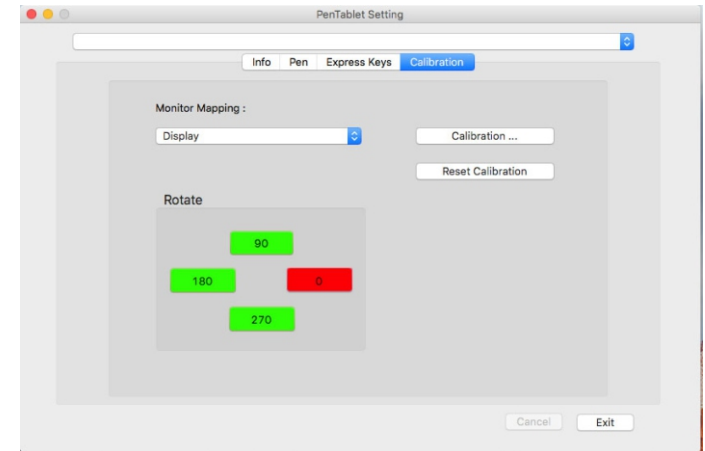 PenTablet Setting
Info Pen Express Keys Calibration
Monitor Mapping :
Display Calibration ...
Reset Calibration
Rotate
90
180 0
270
Cancel Exit